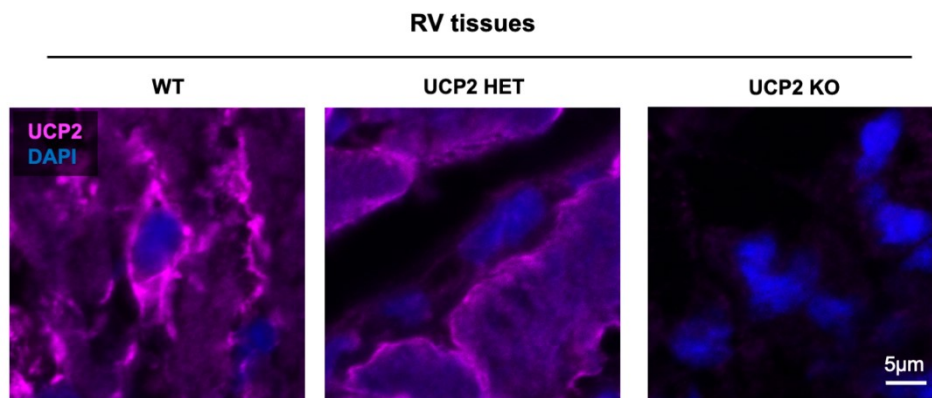 RV tissues
WT
UCP2 HET
UCP2 KO
UCP2
DAPI
5μm